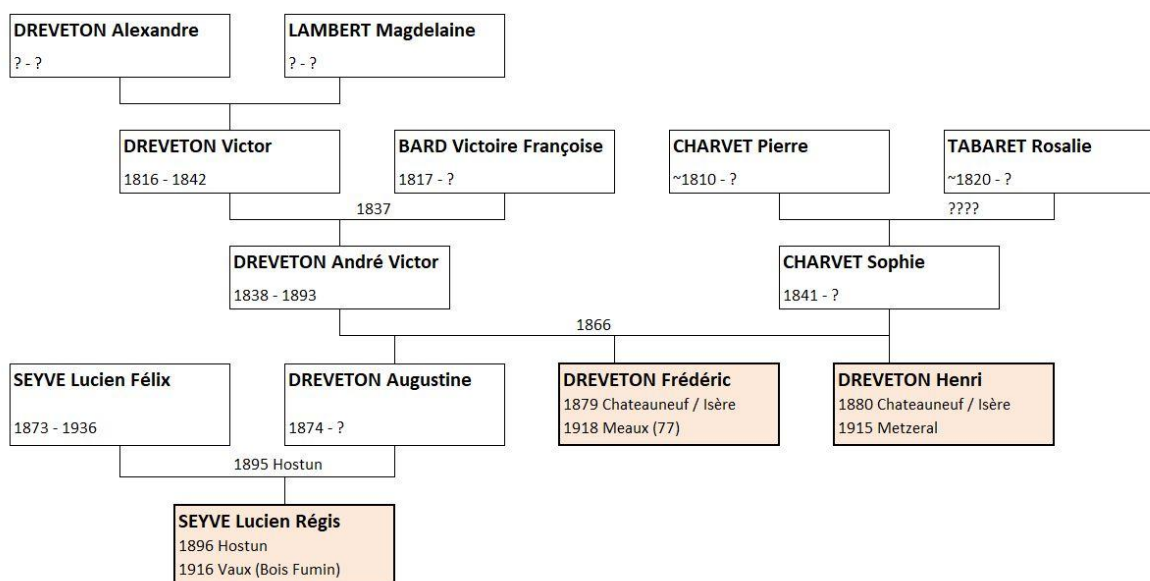 DREVETON Alexandre
? - ?
LAMBERT Magdelaine
? - ?
DREVETON Victor
1816 - 1842
BARD Victoire Françoise
1817 - ?
CHARVET Pierre
~1810 - ?
TABARET Rosalie
~1820 - ?
1837
????
DREVETON André Victor
1838 - 1893
CHARVET Sophie
1841 - ?
1866
SEYVE Lucien Félix
1873 - 1936
DREVETON Augustine
1874 - ?
DREVETON Frédéric
1879 Chateauneuf / Isère
1918 Meaux (77)
DREVETON Henri
1880 Chateauneuf / Isère
1915 Metzeral
1895 Hostun
SEYVE Lucien Régis
1896 Hostun
1916 Vaux (Bois Fumin)